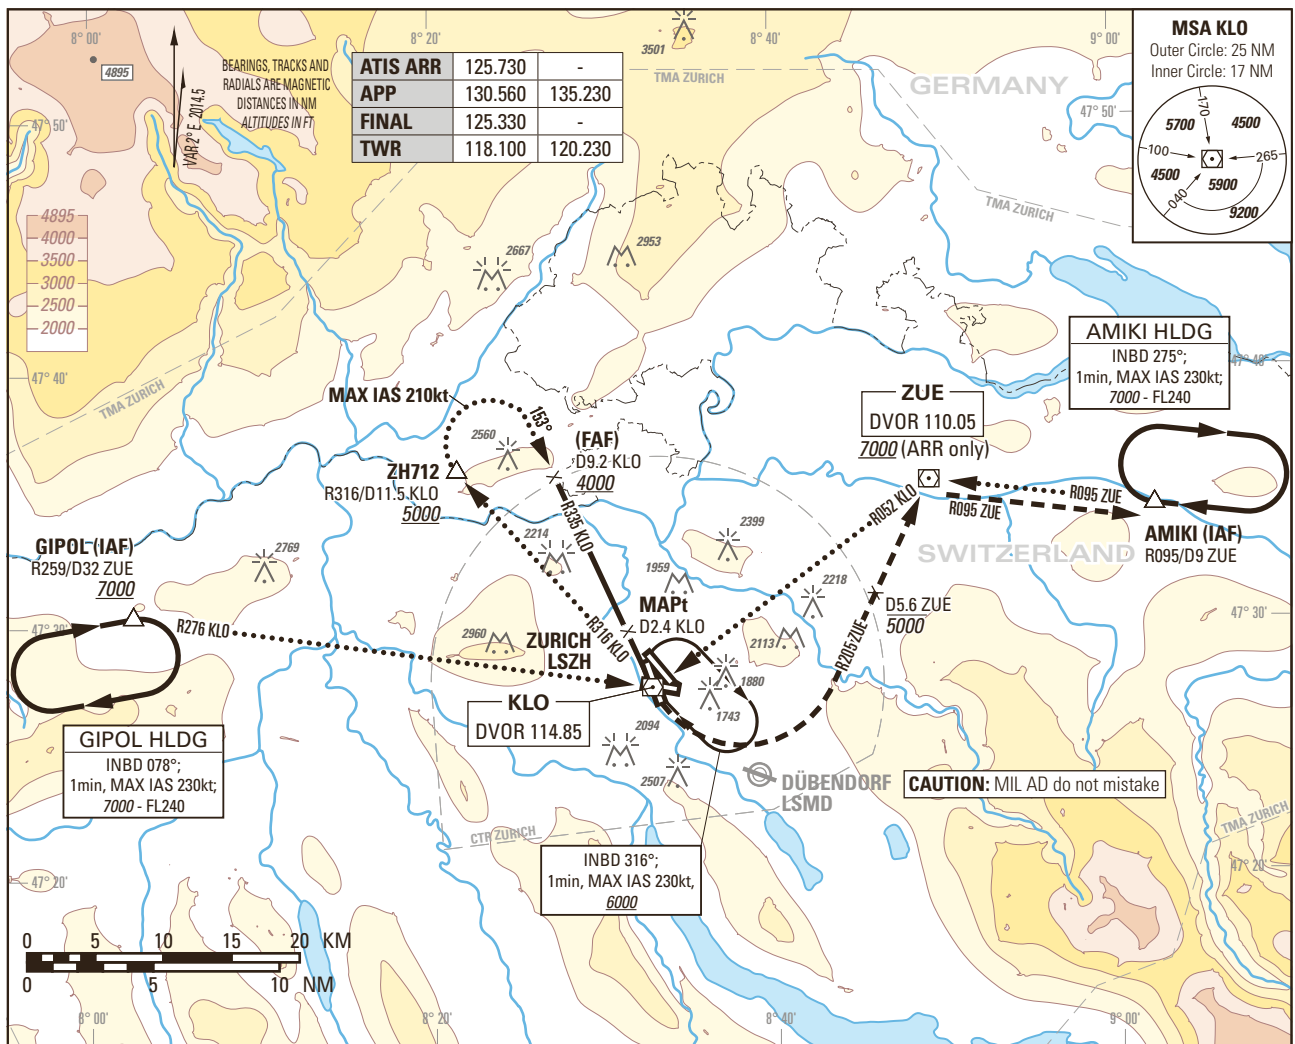 8° 00'
8° 20'
8° 40'
9° 00'
4895
VAR 2° E 2014.5
BEARINGS, TRACKS AND
RADIALS ARE MAGNETIC
DISTANCES IN NM
ALTITUDES IN FT
ATIS ARR 125.730 -
APP 130.560 135.230
FINAL 125.330 -
TWR 118.100 120.230
3501
TMA ZURICH
GERMANY
MSA KLO
Outer Circle: 25 NM
Inner Circle: 17 NM
170
5700
4500
100
265
4500
5900
040
9200
47° 50'
47° 50'
TMA ZURICH
4895
4000
3500
3000
2500
2000
2667
2953
AMIKI HLDG
INBD 275°;
1min, MAX IAS 230kt;
7000 - FL240
47° 40'
47° 40'
TMA ZURICH
MAX IAS 210kt
153°
2560
(FAF)
D9.2 KLO
4000
ZUE
DVOR 110.05
7000 (ARR only)
ZH712
R316/D11.5 KLO
5000
R335 KLO
R052 KLO
R095 ZUE
R095 ZUE
AMIKI (IAF)
R095/D9 ZUE
SWITZERLAND
2214
2399
GIPOL (IAF)
R259/D32 ZUE
7000
2769
1959
2218
MAPt
D2.4 KLO
D5.6 ZUE
5000
47° 30'
47° 30'
R276 KLO
2960
ZURICH
LSZH
R316 KLO
2113
R205 ZUE
1880
1743
KLO
DVOR 114.85
2094
2507
GIPOL HLDG
INBD 078°;
1min, MAX IAS 230kt;
7000 - FL240
DÜBENDORF
LSMD
CAUTION: MIL AD do not mistake
CTR ZURICH
TMA ZURICH
INBD 316°;
1min, MAX IAS 230kt,
6000
47° 20'
47° 20'
0 5 10 15 20 KM
0 5 10 NM
8° 00'
8° 20'
8° 40'
9° 00'